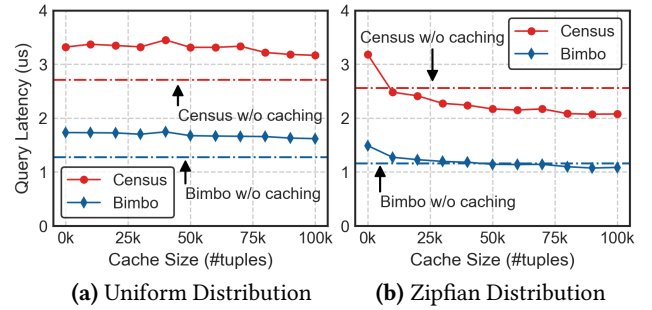 Query Latency (us)
4
3
2
1
0
Census w/o caching
Bimbo w/o caching
Census
Bimbo
0k 25k 50k 75k 100k
Cache Size (#tuples)
(a) Uniform Distribution
4
3
2
1
0
Census w/o caching
Census
Bimbo
Bimbo w/o caching
0k 25k 50k 75k 100k
Cache Size (#tuples)
(b) Zipfian Distribution